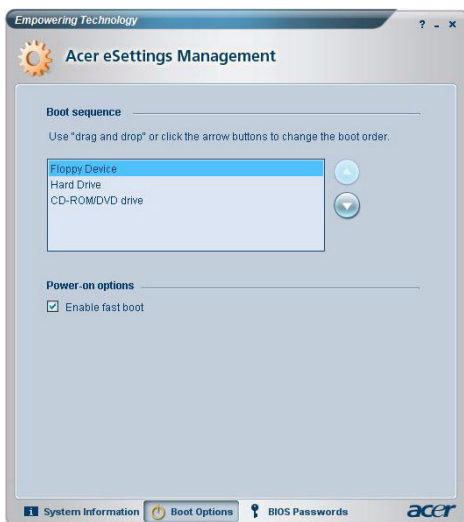 Empowering Technology
? - x
Acer eSettings Management
Boot sequence
Use "drag and drop" or click the arrow buttons to change the boot order.
Floppy Device
Hard Drive
CD-ROM/DVD drive
Power-on options
Enable fast boot
System Information Boot Options BIOS Passwords acer